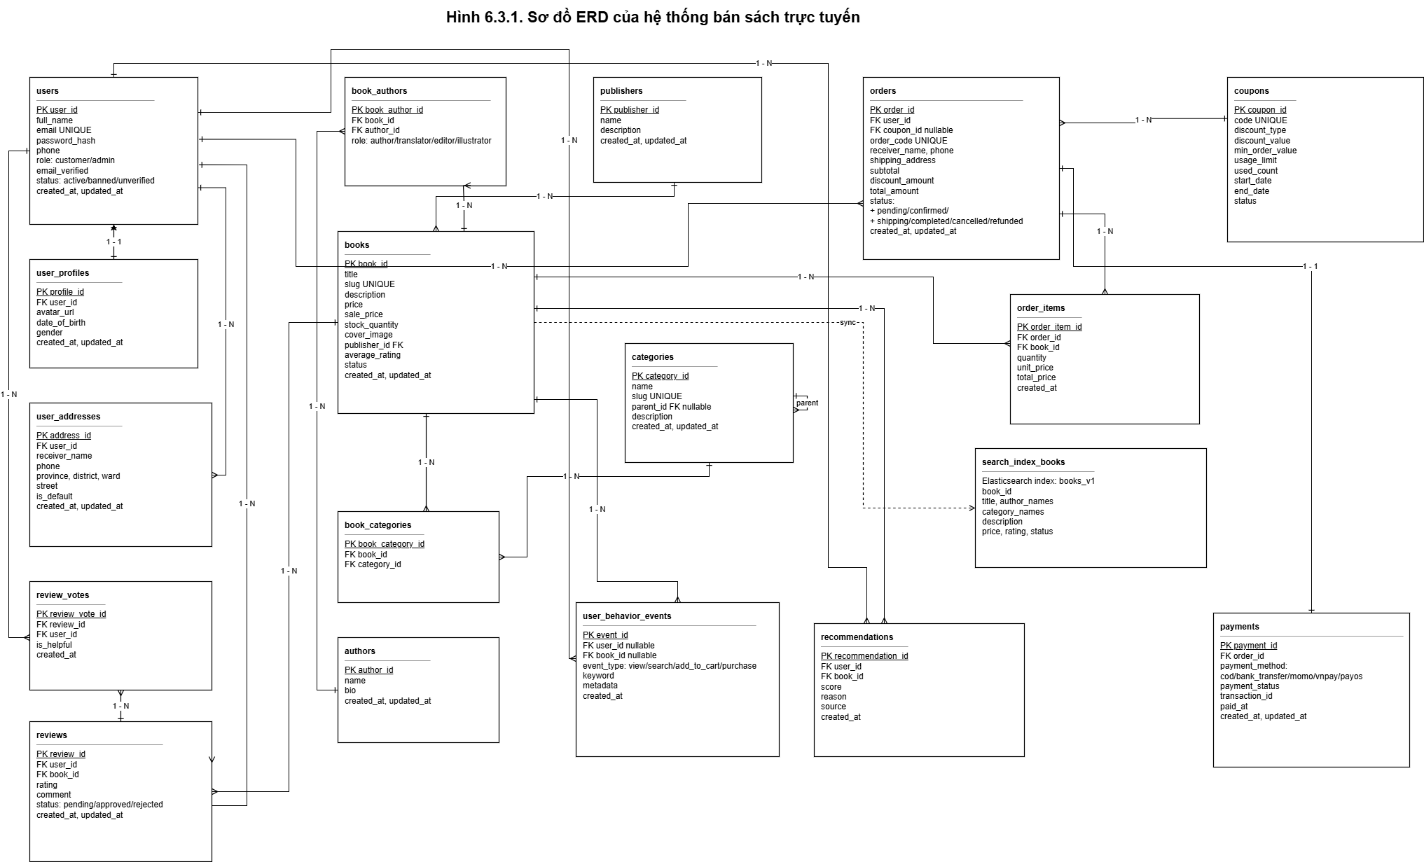 Hình 6.3.1. Sơ đồ ERD của hệ thống bán sách trực tuyến
users
PK user_id
full_name
email UNIQUE
password_hash
phone
role: customer/admin
email_verified
status: active/banned/unverified
created_at, updated_at
book_authors
PK book_author_id
FK book_id
FK author_id
role: author/translator/editor/illustrator
publishers
PK publisher_id
name
description
created_at, updated_at
orders
PK order_id
FK user_id
FK coupon_id nullable
order_code UNIQUE
receiver_name, phone
shipping_address
subtotal
discount_amount
total_amount
status:
+ pending/confirmed/
+ shipping/completed/cancelled/refunded
created_at, updated_at
coupons
PK coupon_id
code UNIQUE
discount_type
discount_value
min_order_value
usage_limit
used_count
start_date
end_date
status
user_profiles
PK profile_id
FK user_id
avatar_url
date_of_birth
gender
created_at, updated_at
books
PK book_id
title
slug UNIQUE
description
price
sale_price
stock_quantity
cover_image
publisher_id FK
average_rating
status
created_at, updated_at
order_items
PK order_item_id
FK order_id
FK book_id
quantity
unit_price
total_price
created_at
categories
PK category_id
name
slug UNIQUE
parent_id FK nullable
description
created_at, updated_at
user_addresses
PK address_id
FK user_id
receiver_name
phone
province, district, ward
street
is_default
created_at, updated_at
search_index_books
Elasticsearch index: books_v1
book_id
title, author_names
category_names
description
price, rating, status
book_categories
PK book_category_id
FK book_id
FK category_id
review_votes
PK review_vote_id
FK review_id
FK user_id
is_helpful
created_at
authors
PK author_id
name
bio
created_at, updated_at
user_behavior_events
PK event_id
FK user_id nullable
FK book_id nullable
event_type: view/search/add_to_cart/purchase
keyword
metadata
created_at
recommendations
PK recommendation_id
FK user_id
FK book_id
score
reason
source
created_at
payments
PK payment_id
FK order_id
payment_method:
cod/bank_transfer/momo/vnpay/payos
payment_status
transaction_id
paid_at
created_at, updated_at
reviews
PK review_id
FK user_id
FK book_id
rating
comment
status: pending/approved/rejected
created_at, updated_at
1 - N
1 - N
1 - N
1 - N
1 - N
1 - N
1 - 1
1 - N
1 - 1
1 - N
1 - N
sync
1 - N
1 - N
parent
1 - N
1 - N
1 - N
1 - N
1 - N
1 - N
1 - N